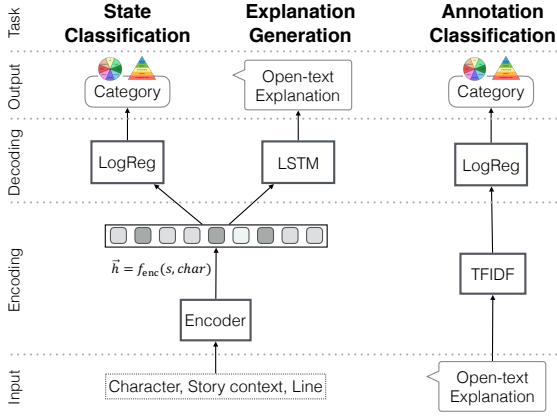 Task
State
Classification
Explanation
Generation
Annotation
Classification
Output
Category
Open-text
Explanation
Category
Decoding
LogReg
LSTM
LogReg
Encoding
h⃗ = f_enc(s, char)
Encoder
TFIDF
Input
Character, Story context, Line
Open-text
Explanation